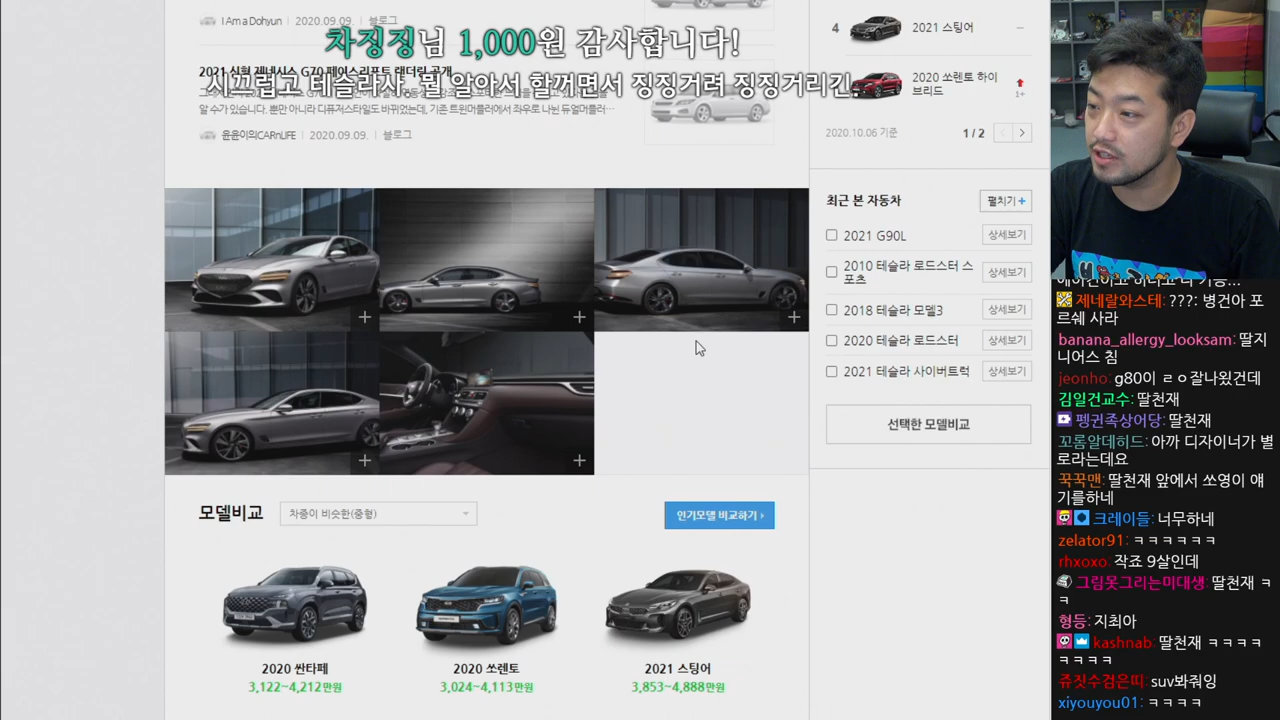 I Am a Dohyun | 2020.09.09. | 블로그
차징징님 1,000원 감사합니다!
시끄럽고 테슬라사. 뭘 알아서 할꺼면서 징징거려 징징거리긴.
2021 신형 제네시스 G70 페이스리프트 랜더링 공개
알 수가 있습니다. 뿐만 아니라 디퓨저스타일도 바뀌었는데, 기존 트윈머플러에서 좌우로 나뉜 듀얼머플러…
윤윤이의CARnLIFE | 2020.09.09. | 블로그
4 2021 스팅어 –
2020 쏘렌토 하이
브리드
1+
2020.10.06 기준 1 / 2
최근 본 자동차 펼치기 +
2021 G90L 상세보기
2010 테슬라 로드스터 스
포츠 상세보기
2018 테슬라 모델3 상세보기
2020 테슬라 로드스터 상세보기
2021 테슬라 사이버트럭 상세보기
선택한 모델비교
모델비교 차종이 비슷한(중형) 인기모델 비교하기
2020 싼타페 2020 쏘렌토 2021 스팅어
3,122~4,212만원 3,024~4,113만원 3,853~4,888만원
제네랄와스테: ???: 병건아 포
르쉐 사라
banana_allergy_looksam: 딸지
니어스 침
jeonho: g80이 ㄹㅇ잘나왔건데
김일건교수: 딸천재
펭귄족상어당: 딸천재
꼬롬알데히드: 아까 디자이너가 별
로라는데요
꾹꾹맨: 딸천재 앞에서 쏘영이 얘
기를하네
크레이들: 너무하네
zelator91: ㅋㅋㅋㅋㅋㅋ
rhxoxo: 작죠 9살인데
그림못그리는미대생: 딸천재 ㅋ
ㅋ
형등: 지최아
kashnab: 딸천재 ㅋㅋㅋㅋ
ㅋㅋㅋㅋ
쥬짓수검은띠: suv봐줘잉
xiyouyou01: ㅋㅋㅋㅋ